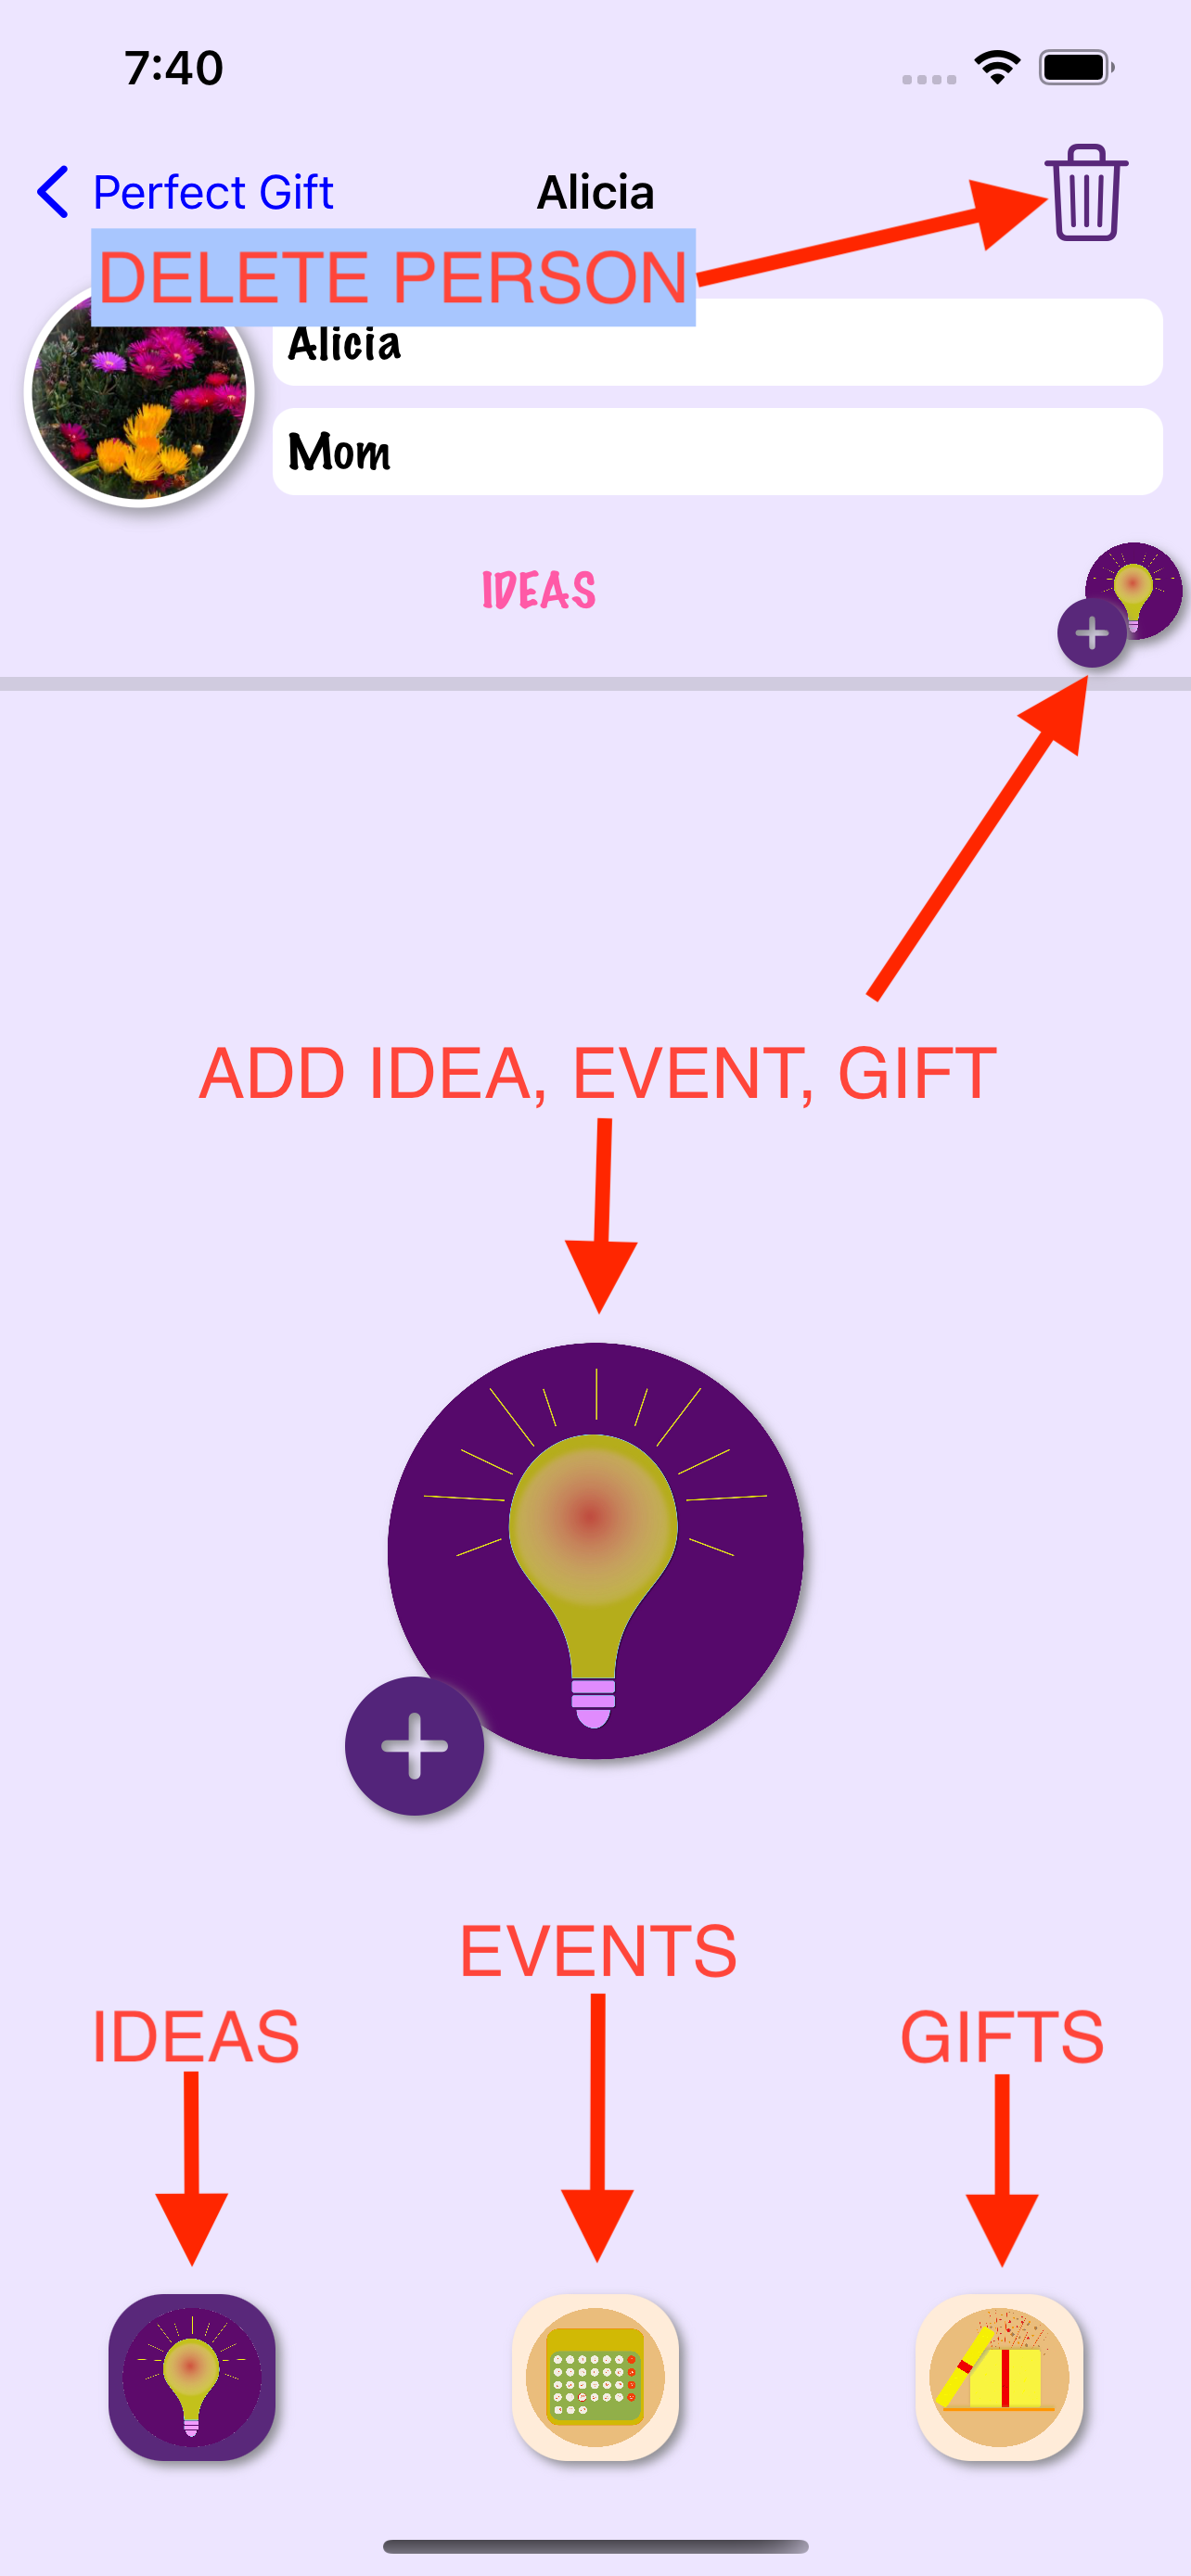 7:40
Perfect Gift
Alicia
DELETE PERSON
Alicia
Mom
IDEAS
ADD IDEA, EVENT, GIFT
EVENTS
IDEAS
GIFTS